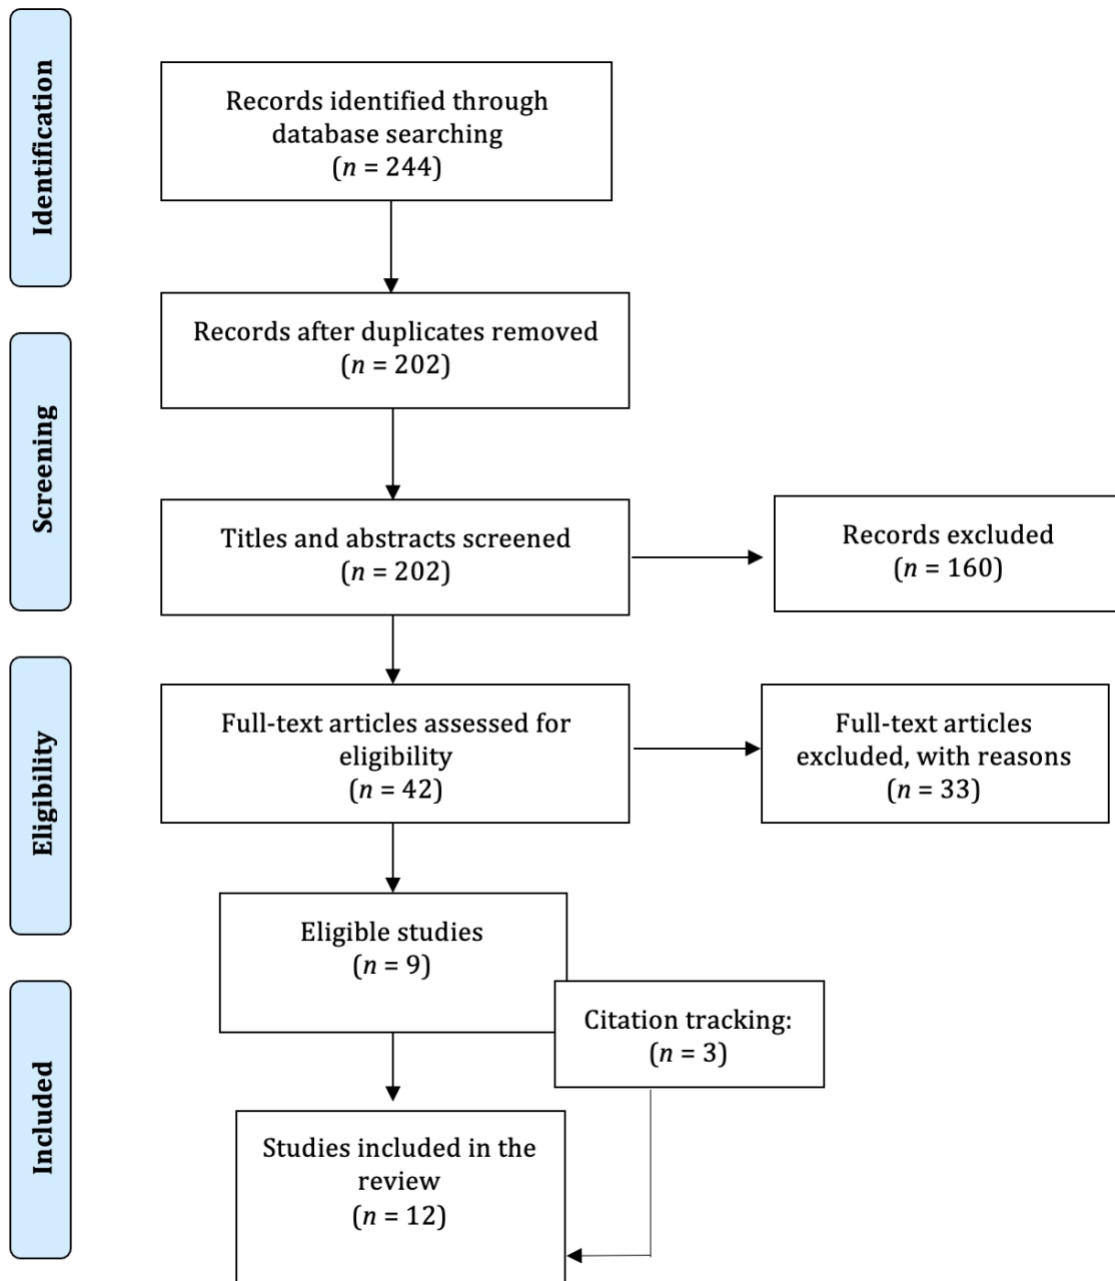 Identification
Records identified through
database searching
(n = 244)
Records after duplicates removed
(n = 202)
Screening
Titles and abstracts screened
(n = 202)
Records excluded
(n = 160)
Eligibility
Full-text articles assessed for
eligibility
(n = 42)
Full-text articles
excluded, with reasons
(n = 33)
Eligible studies
(n = 9)
Citation tracking:
(n = 3)
Included
Studies included in the
review
(n = 12)